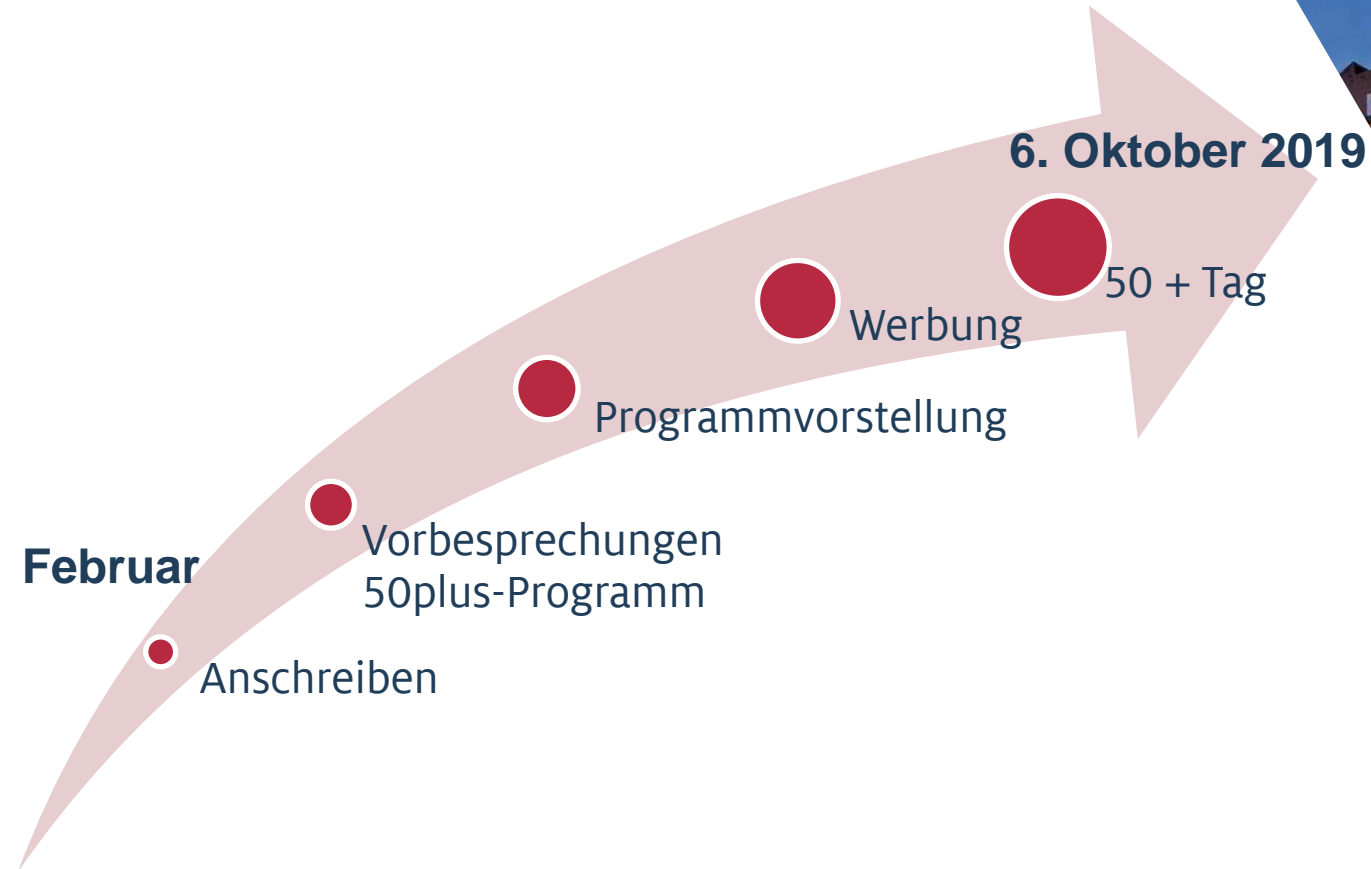 6. Oktober 2019
50 + Tag
Werbung
Programmvorstellung
Vorbesprechungen
50plus-Programm
Februar
Anschreiben